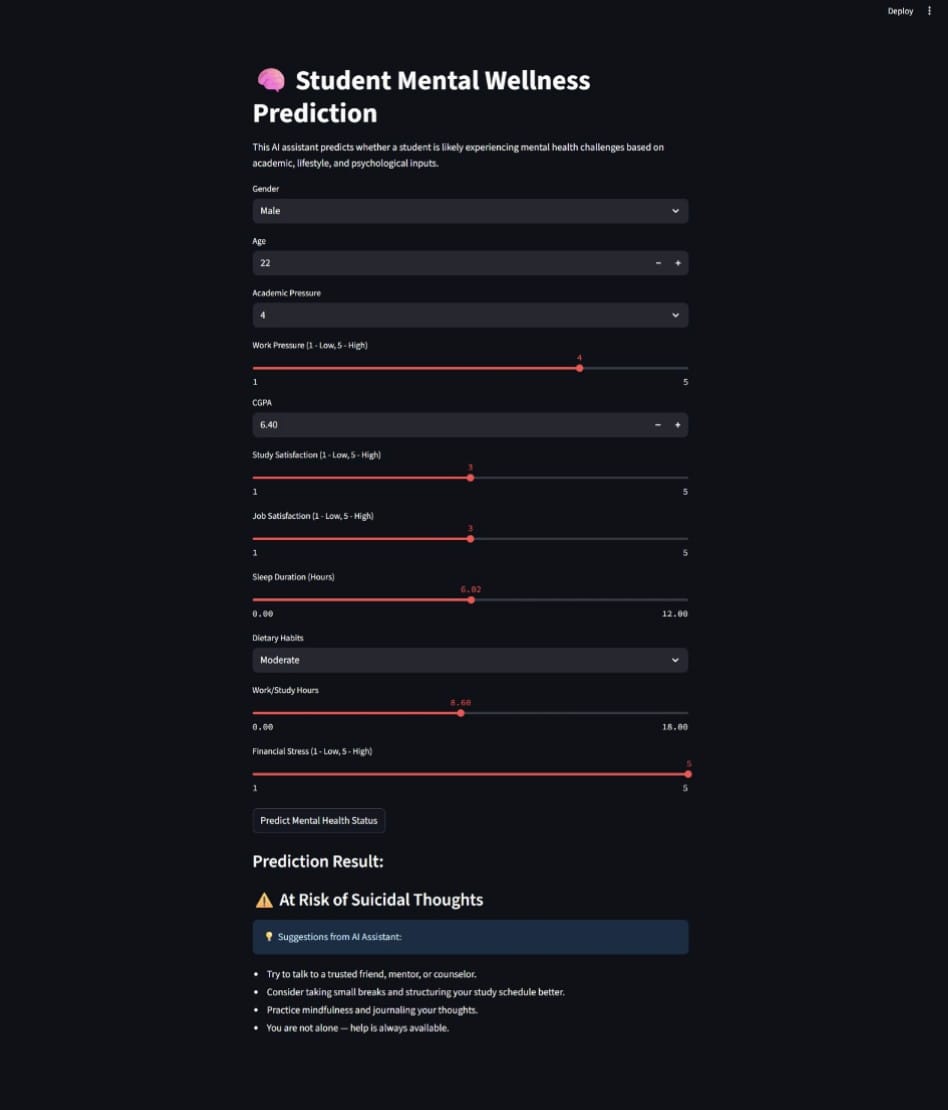 Deploy
Student Mental Wellness
Prediction
This AI assistant predicts whether a student is likely experiencing mental health challenges based on
academic, lifestyle, and psychological inputs.
Gender
Male
Age
22
Academic Pressure
4
Work Pressure (1 - Low, 5 - High)
4
1 5
CGPA
6.40
Study Satisfaction (1 - Low, 5 - High)
3
1 5
Job Satisfaction (1 - Low, 5 - High)
3
1 5
Sleep Duration (Hours)
6.02
0.00 12.00
Dietary Habits
Moderate
Work/Study Hours
8.60
0.00 18.00
Financial Stress (1 - Low, 5 - High)
5
1 5
Predict Mental Health Status
Prediction Result:
At Risk of Suicidal Thoughts
Suggestions from AI Assistant:
• Try to talk to a trusted friend, mentor, or counselor.
• Consider taking small breaks and structuring your study schedule better.
• Practice mindfulness and journaling your thoughts.
• You are not alone — help is always available.